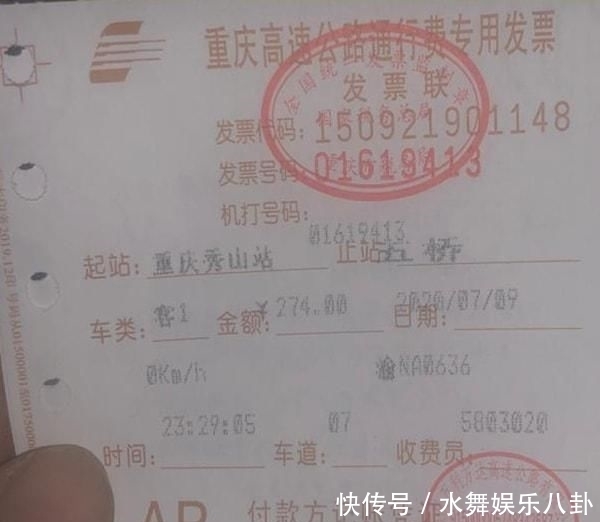 重庆高速公路通行费专用发票
发票联
发票代码：150921901148
发票号码：01619413
机打号码：01619413
起站：重庆秀山站 止站红桥
车类：客1 金额：￥274.00 日期：2020/07/09
0Km/h 渝NA0636
时间：23:29:05 车道：07 收费员：5803020
付款方
快传号/水舞娱乐八卦